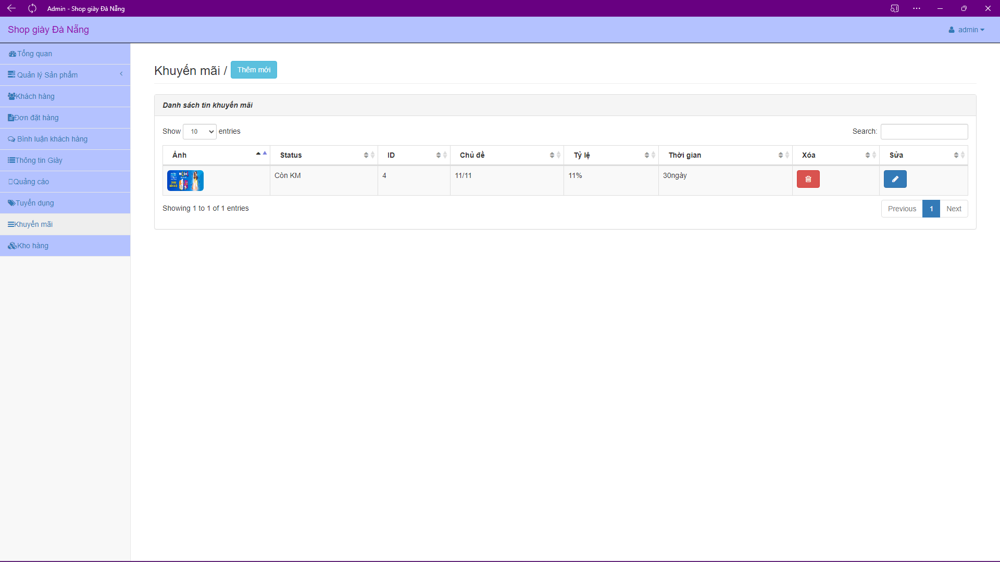 Admin - Shop giày Đà Nẵng
Shop giày Đà Nẵng
admin
Tổng quan
Quản lý Sản phẩm
Khách hàng
Đơn đặt hàng
Bình luận khách hàng
Thông tin Giày
Quảng cáo
Tuyển dụng
Khuyến mãi
Kho hàng
Khuyến mãi / Thêm mới
Danh sách tin khuyến mãi
Show 10 entries
Search:
Ảnh Status ID Chủ đề Tỷ lệ Thời gian Xóa Sửa
Còn KM 4 11/11 11% 30ngày
Showing 1 to 1 of 1 entries
Previous 1 Next